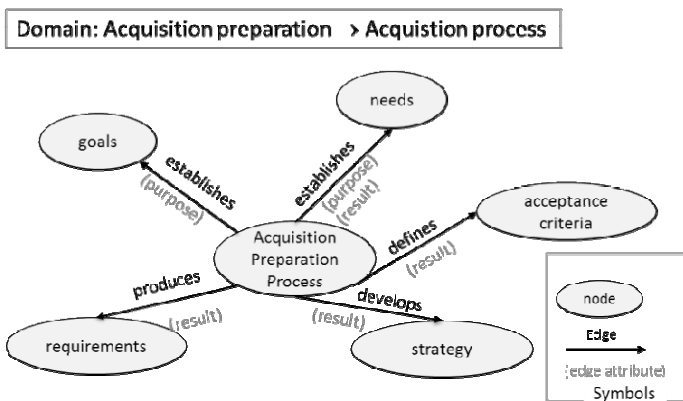 Domain: Acquisition preparation > Acquistion process
needs
goals
establishes
(purpose)
establishes
(purpose)
(result)
acceptance
criteria
defines
(result)
Acquisition
Preparation
Process
produces
(result)
develops
(result)
requirements
strategy
node
Edge
(edge attribute)
Symbols